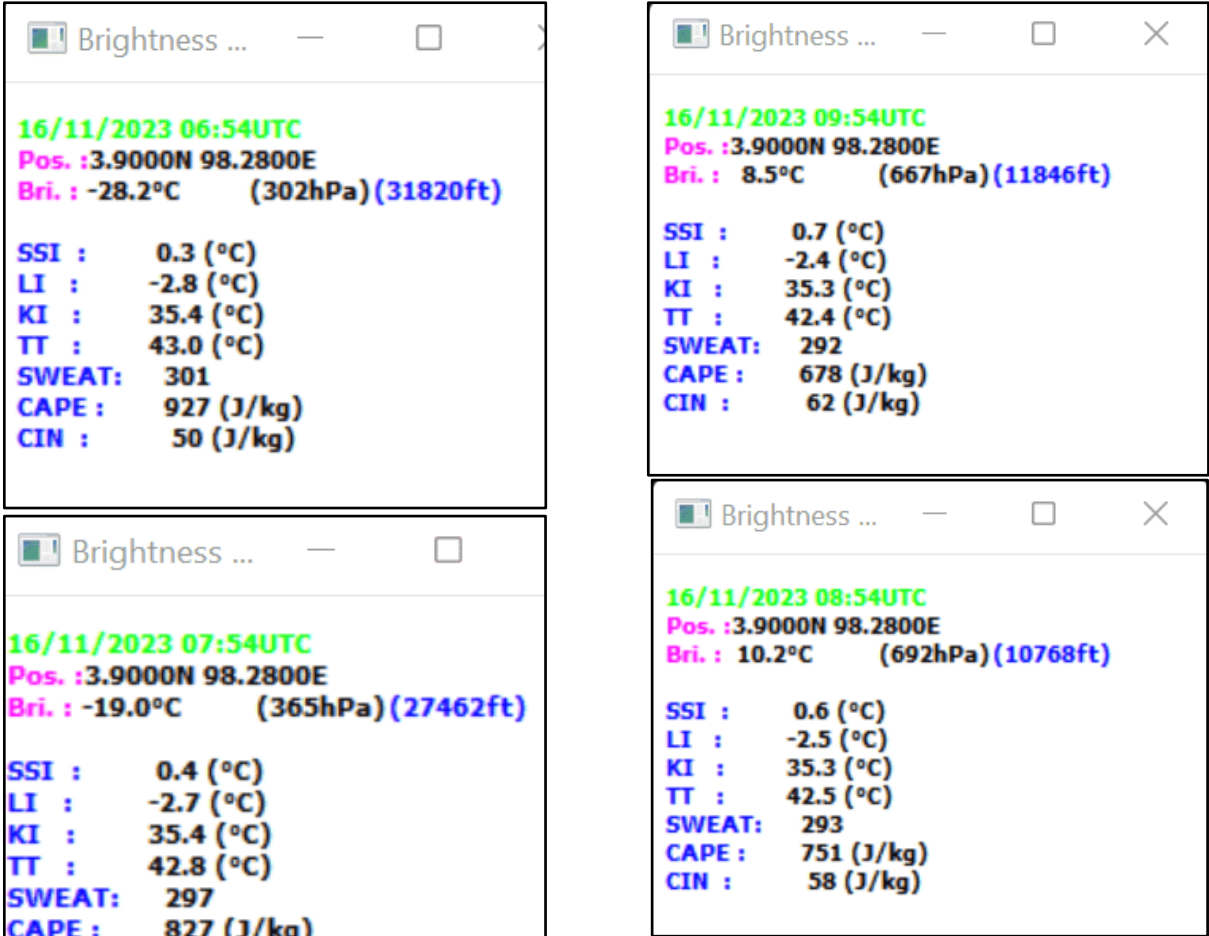 Brightness ...
16/11/2023 06:54UTC
Pos. :3.9000N 98.2800E
Bri. : -28.2°C (302hPa)(31820ft)
SSI : 0.3 (°C)
LI : -2.8 (°C)
KI : 35.4 (°C)
TT : 43.0 (°C)
SWEAT: 301
CAPE : 927 (J/kg)
CIN : 50 (J/kg)
Brightness ...
16/11/2023 07:54UTC
Pos. :3.9000N 98.2800E
Bri. : -19.0°C (365hPa)(27462ft)
SSI : 0.4 (°C)
LI : -2.7 (°C)
KI : 35.4 (°C)
TT : 42.8 (°C)
SWEAT: 297
CAPE : 827 (J/kg)
Brightness ...
16/11/2023 09:54UTC
Pos. :3.9000N 98.2800E
Bri. : 8.5°C (667hPa)(11846ft)
SSI : 0.7 (°C)
LI : -2.4 (°C)
KI : 35.3 (°C)
TT : 42.4 (°C)
SWEAT: 292
CAPE : 678 (J/kg)
CIN : 62 (J/kg)
Brightness ...
16/11/2023 08:54UTC
Pos. :3.9000N 98.2800E
Bri. : 10.2°C (692hPa)(10768ft)
SSI : 0.6 (°C)
LI : -2.5 (°C)
KI : 35.3 (°C)
TT : 42.5 (°C)
SWEAT: 293
CAPE : 751 (J/kg)
CIN : 58 (J/kg)